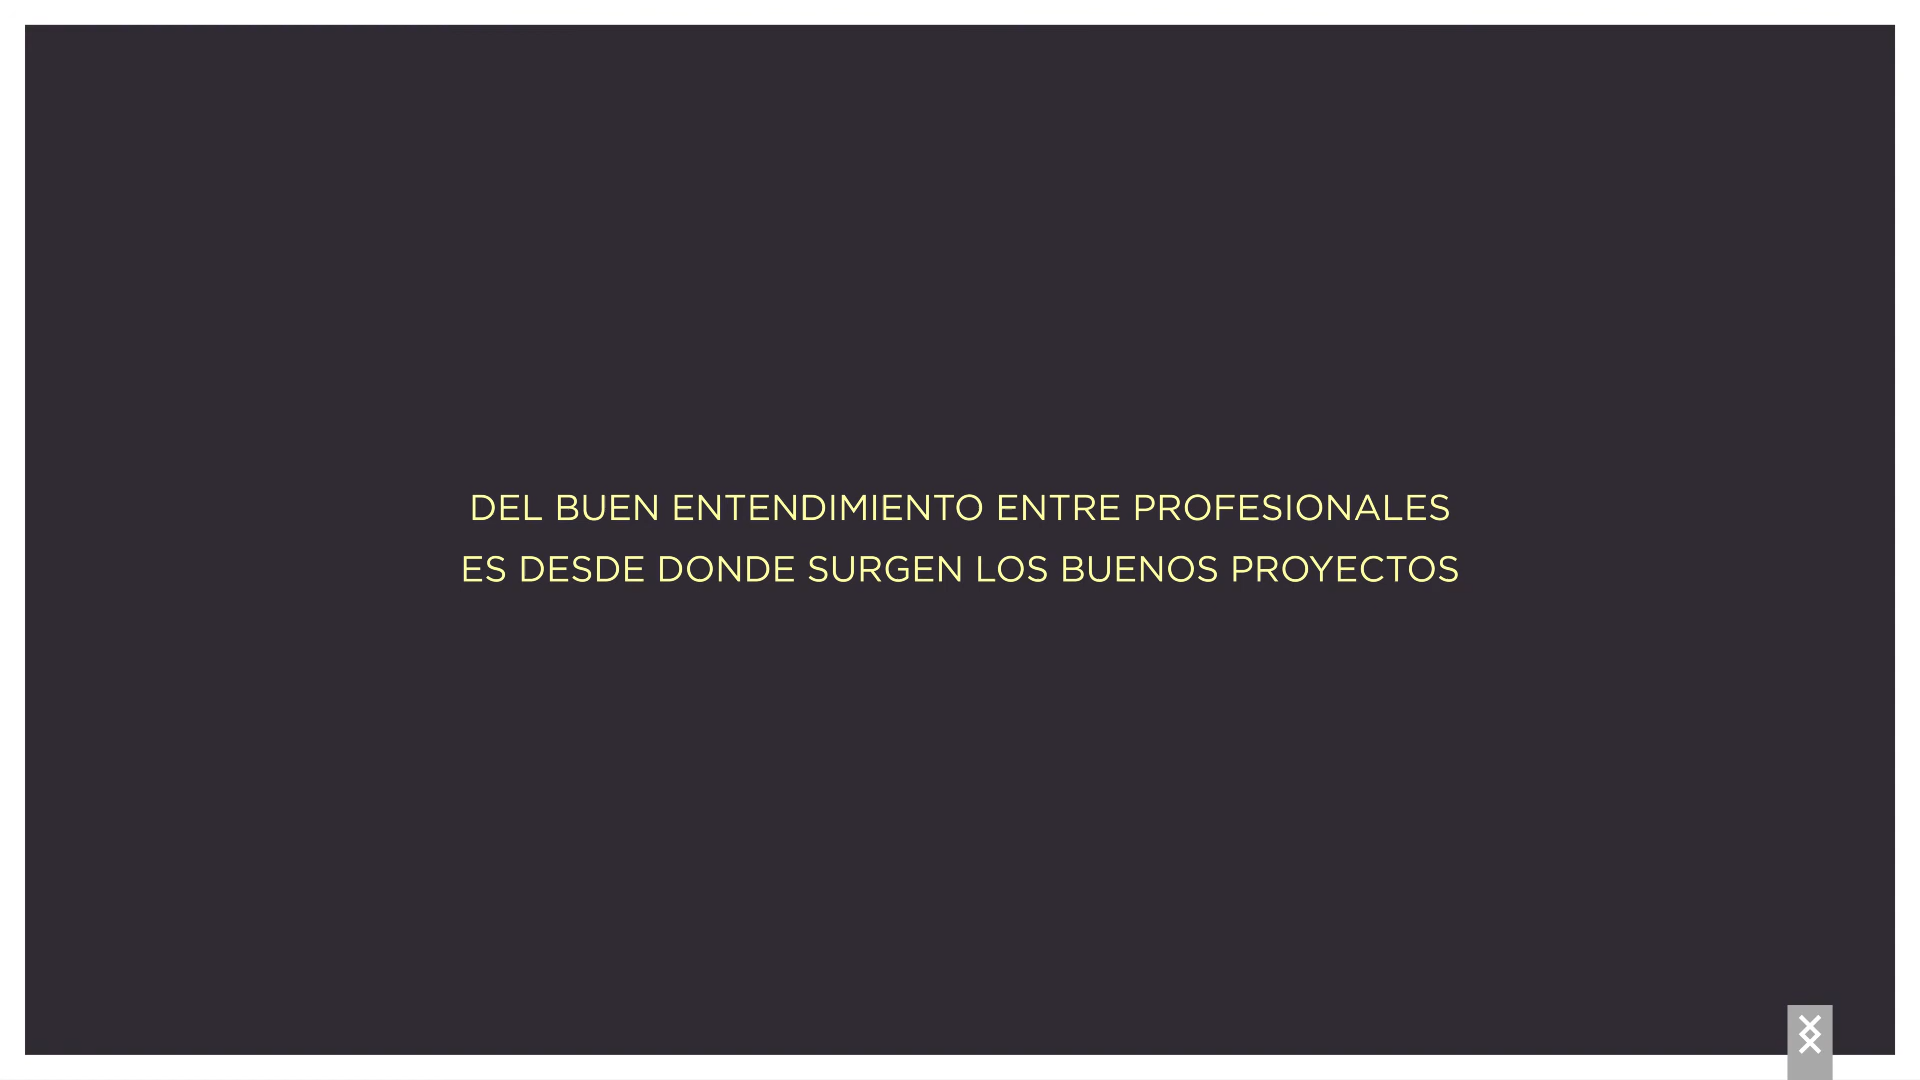 DEL BUEN ENTENDIMIENTO ENTRE PROFESIONALES
ES DESDE DONDE SURGEN LOS BUENOS PROYECTOS